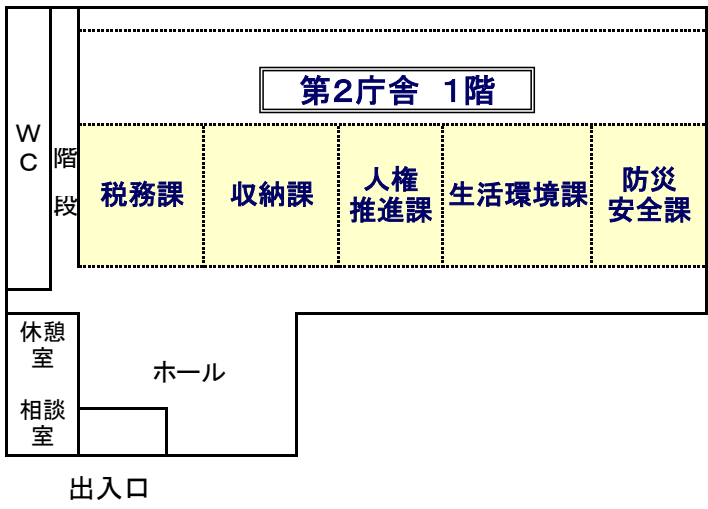 第２庁舎　１階
ＷＣ
階段
税務課
収納課
人権
推進課
生活環境課
防災
安全課
休憩
室
ホール
相談
室
出入口